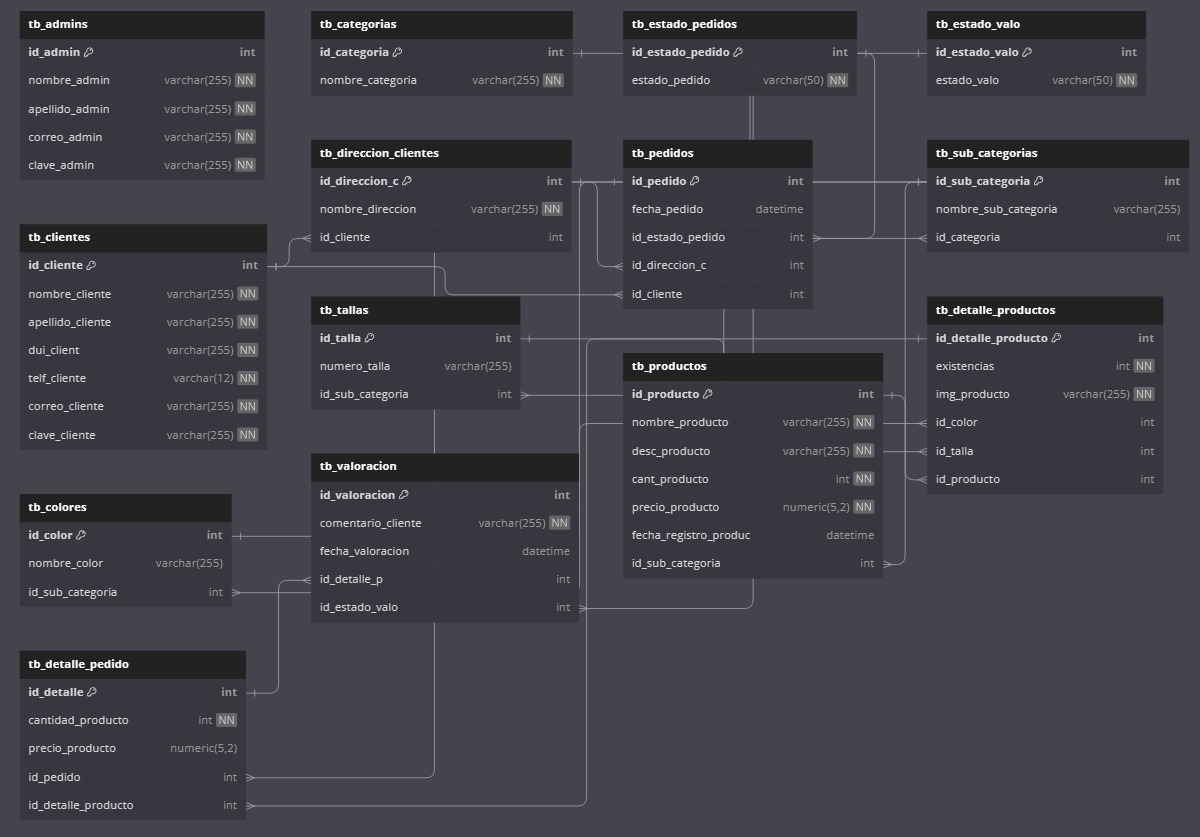 tb_admins
id_admin int
nombre_admin varchar(255) NN
apellido_admin varchar(255) NN
correo_admin varchar(255) NN
clave_admin varchar(255) NN
tb_categorias
id_categoria int
nombre_categoria varchar(255) NN
tb_estado_pedidos
id_estado_pedido int
estado_pedido varchar(50) NN
tb_estado_valo
id_estado_valo int
estado_valo varchar(50) NN
tb_direccion_clientes
id_direccion_c int
nombre_direccion varchar(255) NN
id_cliente int
tb_pedidos
id_pedido int
fecha_pedido datetime
id_estado_pedido int
id_direccion_c int
id_cliente int
tb_sub_categorias
id_sub_categoria int
nombre_sub_categoria varchar(255)
id_categoria int
tb_clientes
id_cliente int
nombre_cliente varchar(255) NN
apellido_cliente varchar(255) NN
dui_client varchar(255) NN
telf_cliente varchar(12) NN
correo_cliente varchar(255) NN
clave_cliente varchar(255) NN
tb_tallas
id_talla int
numero_talla varchar(255)
id_sub_categoria int
tb_productos
id_producto int
nombre_producto varchar(255) NN
desc_producto varchar(255) NN
cant_producto int NN
precio_producto numeric(5,2) NN
fecha_registro_produc datetime
id_sub_categoria int
tb_detalle_productos
id_detalle_producto int
existencias int NN
img_producto varchar(255) NN
id_color int
id_talla int
id_producto int
tb_valoracion
id_valoracion int
comentario_cliente varchar(255) NN
fecha_valoracion datetime
id_detalle_p int
id_estado_valo int
tb_colores
id_color int
nombre_color varchar(255)
id_sub_categoria int
tb_detalle_pedido
id_detalle int
cantidad_producto int NN
precio_producto numeric(5,2)
id_pedido int
id_detalle_producto int